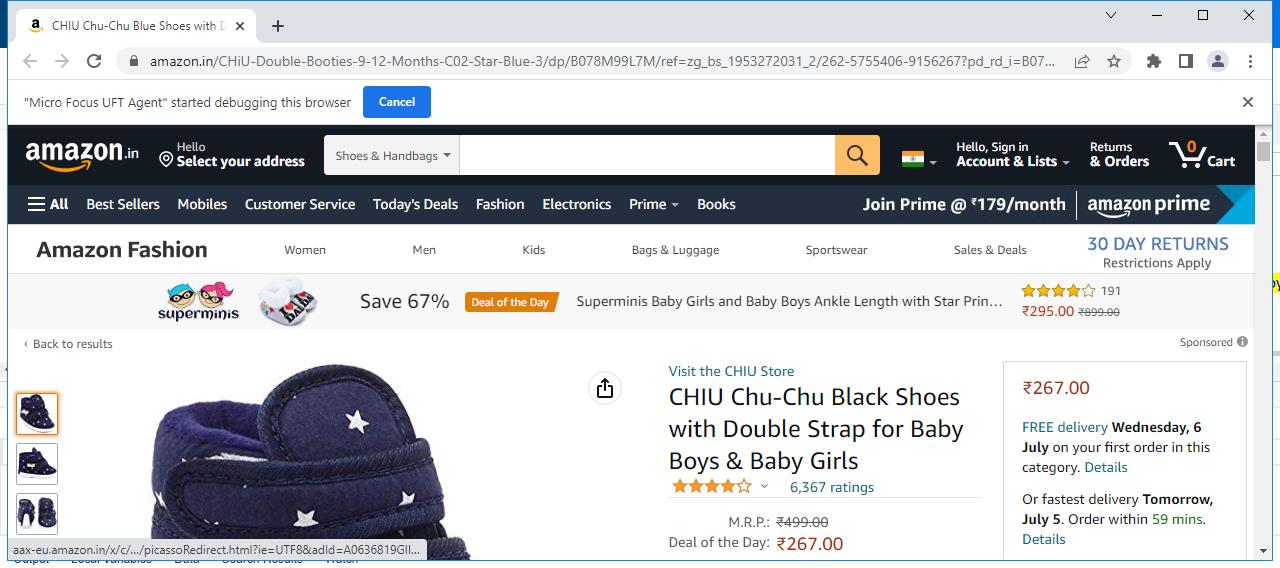 CHIU Chu-Chu Blue Shoes with D
amazon.in/CHiU-Double-Booties-9-12-Months-C02-Star-Blue-3/dp/B078M99L7M/ref=zg_bs_1953272031_2/262-5755406-9156267?pd_rd_i=B07...
"Micro Focus UFT Agent" started debugging this browser Cancel
amazon.in
Hello
Select your address
Shoes & Handbags
Hello, Sign in
Account & Lists
Returns
& Orders
0
Cart
All Best Sellers Mobiles Customer Service Today's Deals Fashion Electronics Prime Books Join Prime @ ₹179/month amazon prime
Amazon Fashion Women Men Kids Bags & Luggage Sportswear Sales & Deals 30 DAY RETURNS
Restrictions Apply
superminis
I ♥ DAD
Save 67% Deal of the Day Superminis Baby Girls and Baby Boys Ankle Length with Star Prin...
191
₹295.00 ₹899.00
‹ Back to results
Sponsored
Visit the CHIU Store
CHIU Chu-Chu Black Shoes
with Double Strap for Baby
Boys & Baby Girls
6,367 ratings
M.R.P.: ₹499.00
Deal of the Day: ₹267.00
₹267.00
FREE delivery Wednesday, 6
July on your first order in this
category. Details
Or fastest delivery Tomorrow,
July 5. Order within 59 mins.
Details
aax-eu.amazon.in/x/c/.../picassoRedirect.html?ie=UTF8&adId=A0636819GII...